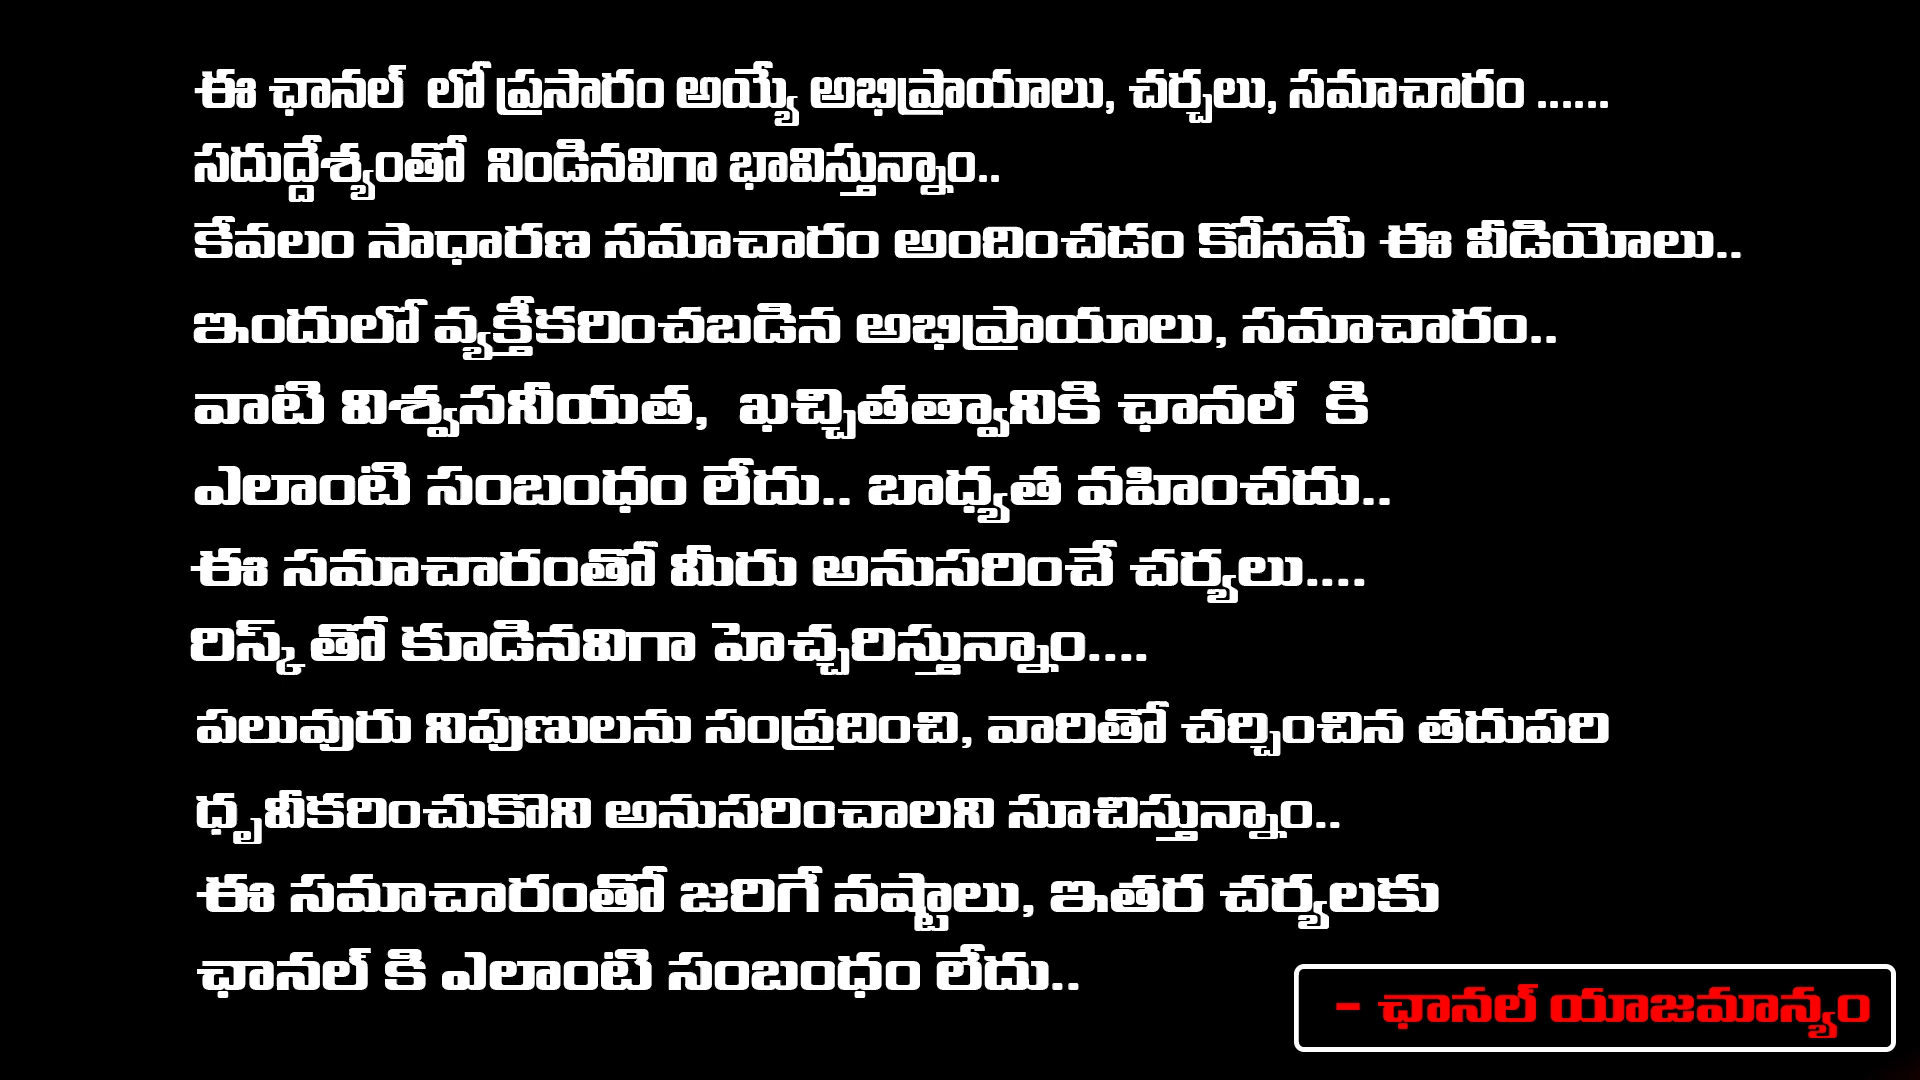 ఈ ఛానల్ లో ప్రసారం అయ్యే అభిప్రాయాలు, చర్చలు, సమాచారం ......
సదుద్దేశ్యంతో నిండినవిగా భావిస్తున్నాం..
కేవలం సాధారణ సమాచారం అందించడం కోసమే ఈ వీడియోలు..
ఇందులో వ్యక్తీకరించబడిన అభిప్రాయాలు, సమాచారం..
వాటి విశ్వసనీయత, ఖచ్చితత్వానికి ఛానల్ కి
ఎలాంటి సంబంధం లేదు.. బాధ్యత వహించదు..
ఈ సమాచారంతో మీరు అనుసరించే చర్యలు....
రిస్క్ తో కూడినవిగా హెచ్చరిస్తున్నాం....
పలువురు నిపుణులను సంప్రదించి, వారితో చర్చించిన తదుపరి
ధృవీకరించుకొని అనుసరించాలని సూచిస్తున్నాం..
ఈ సమాచారంతో జరిగే నష్టాలు, ఇతర చర్యలకు
ఛానల్ కి ఎలాంటి సంబంధం లేదు..
- ఛానల్ యాజమాన్యం